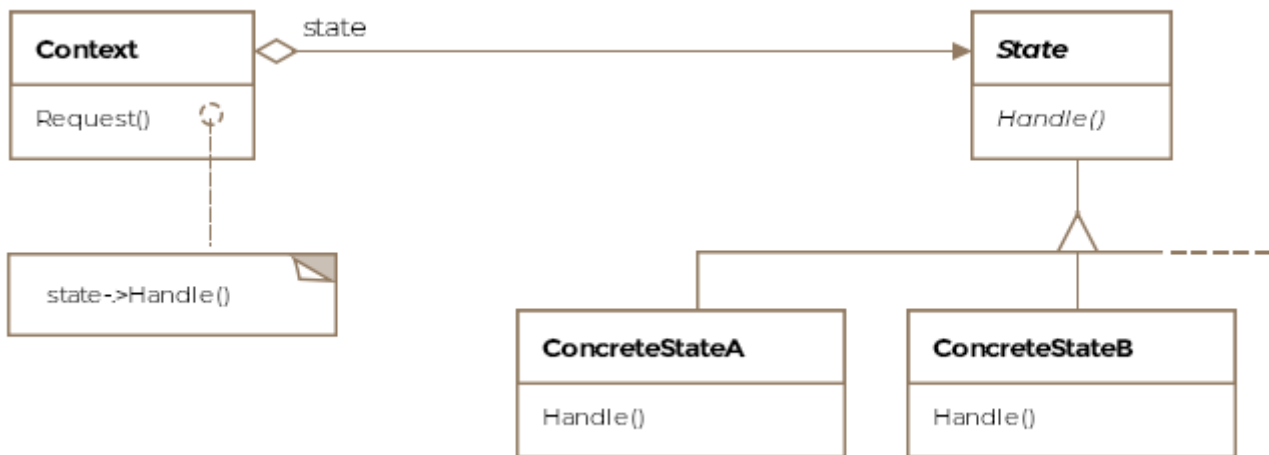 state
Context
State
Request()
Handle()
state->Handle()
ConcreteStateA
ConcreteStateB
Handle()
Handle()